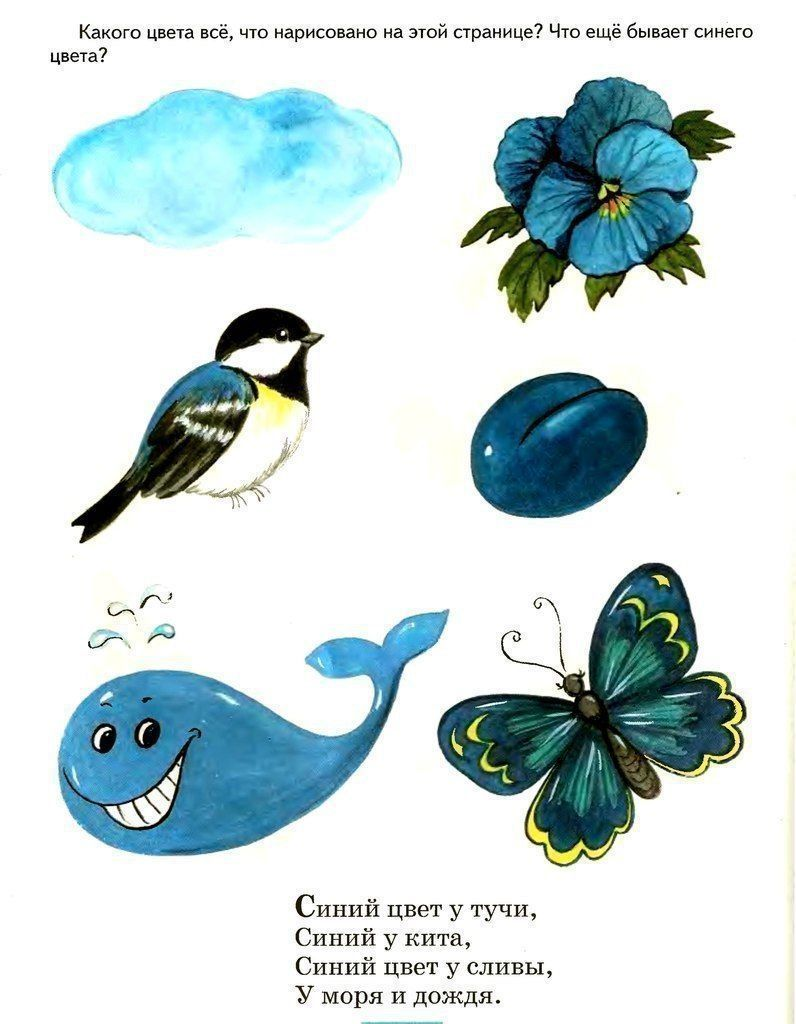 Какого цвета всё, что нарисовано на этой странице? Что ещё бывает синего
цвета?
Синий цвет у тучи,
Синий у кита,
Синий цвет у сливы,
У моря и дождя.